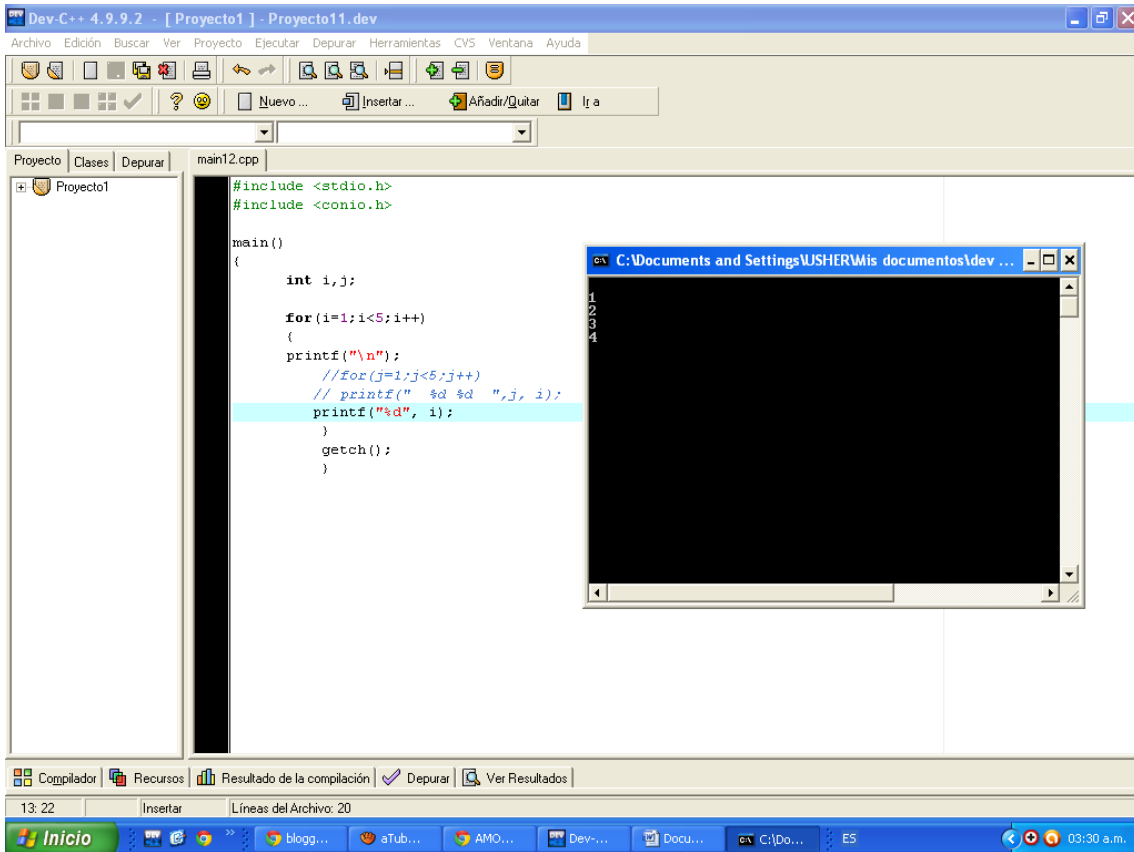 Dev-C++ 4.9.9.2 - [ Proyecto1 ] - Proyecto11.dev
Archivo Edición Buscar Ver Proyecto Ejecutar Depurar Herramientas CVS Ventana Ayuda
Nuevo ... Insertar ... Añadir/Quitar Ir a
Proyecto Clases Depurar main12.cpp
Proyecto1
#include <stdio.h>
#include <conio.h>
main()
{
int i,j;
for(i=1;i<5;i++)
{
printf("\n");
//for(j=1;j<5;j++)
// printf("  %d %d  ",j, i);
printf("%d", i);
}
getch();
}
C:\Documents and Settings\USHER\Mis documentos\dev ...
1
2
3
4
Compilador Recursos Resultado de la compilación Depurar Ver Resultados
13: 22 Insertar Líneas del Archivo: 20
Inicio » blogg... aTub... AMO... Dev-... Docu... C:\Do... ES 03:30 a.m.